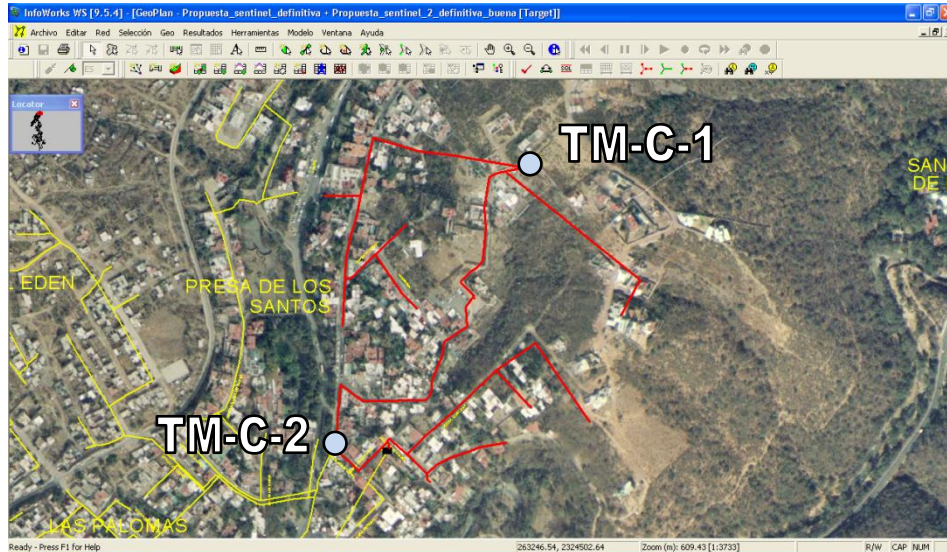 InfoWorks WS [9.5.4] - [GeoPlan - Propuesta_sentinel_definitiva + Propuesta_sentinel_2_definitiva_buena [Target]]
Archivo Editar Red Selección Geo Resultados Herramientas Modelo Ventana Ayuda
Locator
TM-C-1
SAN
DE
EDEN
PRESA DE LOS
SANTOS
TM-C-2
LAS PALOMAS
Ready - Press F1 for Help
263246.54, 2324502.64
Zoom (m): 609.43 [1:3733]
R/W CAP NUM